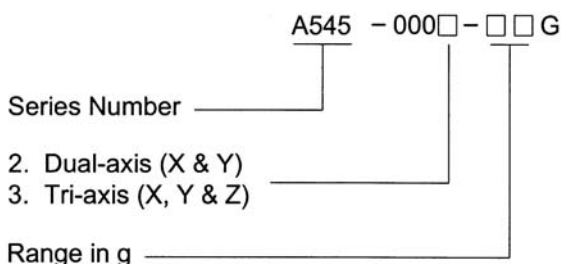 A545 – 000□ – □□G
Series Number
2. Dual-axis (X & Y)
3. Tri-axis (X, Y & Z)
Range in g